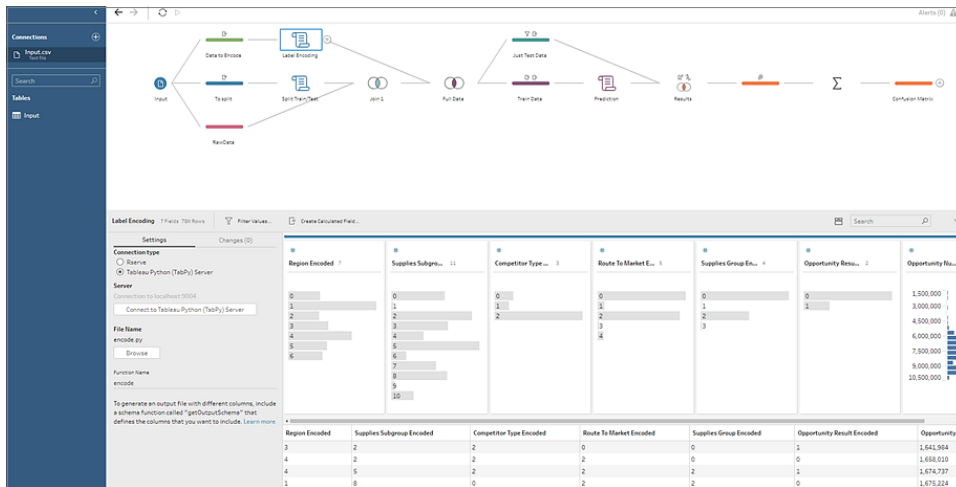 Alerts (0)
Connections
Input.csv
Text file
Search
Tables
Input
Data to Encode
Label Encoding
Just Test Data
Input
To split
Split Train/Test
Join 1
Full Data
Train Data
Prediction
Results
Confusion Matrix
RawData
Label Encoding 7 Fields 784 Rows Filter Values... Create Calculated Field... Search
Settings Changes (0)
Connection type
Rserve
Tableau Python (TabPy) Server
Server
Connection to localhost:9004
Connect to Tableau Python (TabPy) Server
File Name
encode.py
Browse
Function Name
encode
To generate an output file with different columns, include
a schema function called "getOutputSchema" that
defines the columns that you want to include. Learn more
Region Encoded 7
0
1
2
3
4
5
6
Supplies Subgro... 11
0
1
2
3
4
5
6
7
8
9
10
Competitor Type ... 3
0
1
2
Route To Market E... 5
0
1
2
3
4
Supplies Group En... 4
0
1
2
3
Opportunity Resu... 2
0
1
Opportunity Nu...
1,500,000
3,000,000
4,500,000
6,000,000
7,500,000
9,000,000
10,500,000
Region Encoded Supplies Subgroup Encoded Competitor Type Encoded Route To Market Encoded Supplies Group Encoded Opportunity Result Encoded Opportunity
3 2 2 0 0 1 1,641,984
4 2 2 2 0 0 1,658,010
4 5 2 2 2 1 1,674,737
1 8 0 2 2 0 1,675,224